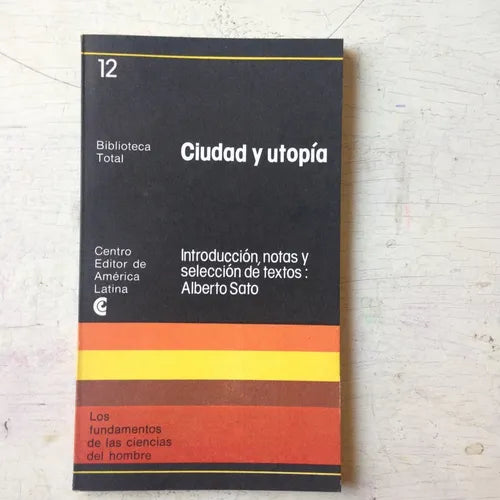 12
Biblioteca
Total
Ciudad y utopía
Centro
Editor de
América
Latina
Introducción, notas y
selección de textos:
Alberto Sato
Los
fundamentos
de las ciencias
del hombre